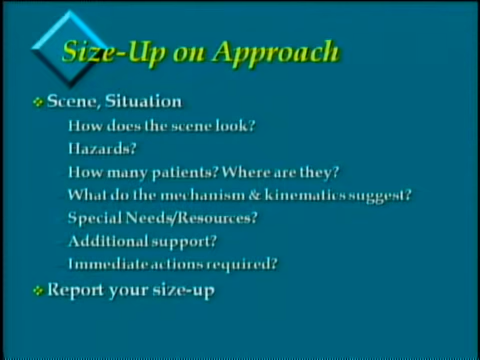 Size-Up on Approach
Scene, Situation
How does the scene look?
Hazards?
How many patients? Where are they?
What do the mechanism & kinematics suggest?
Special Needs/Resources?
Additional support?
Immediate actions required?
Report your size-up